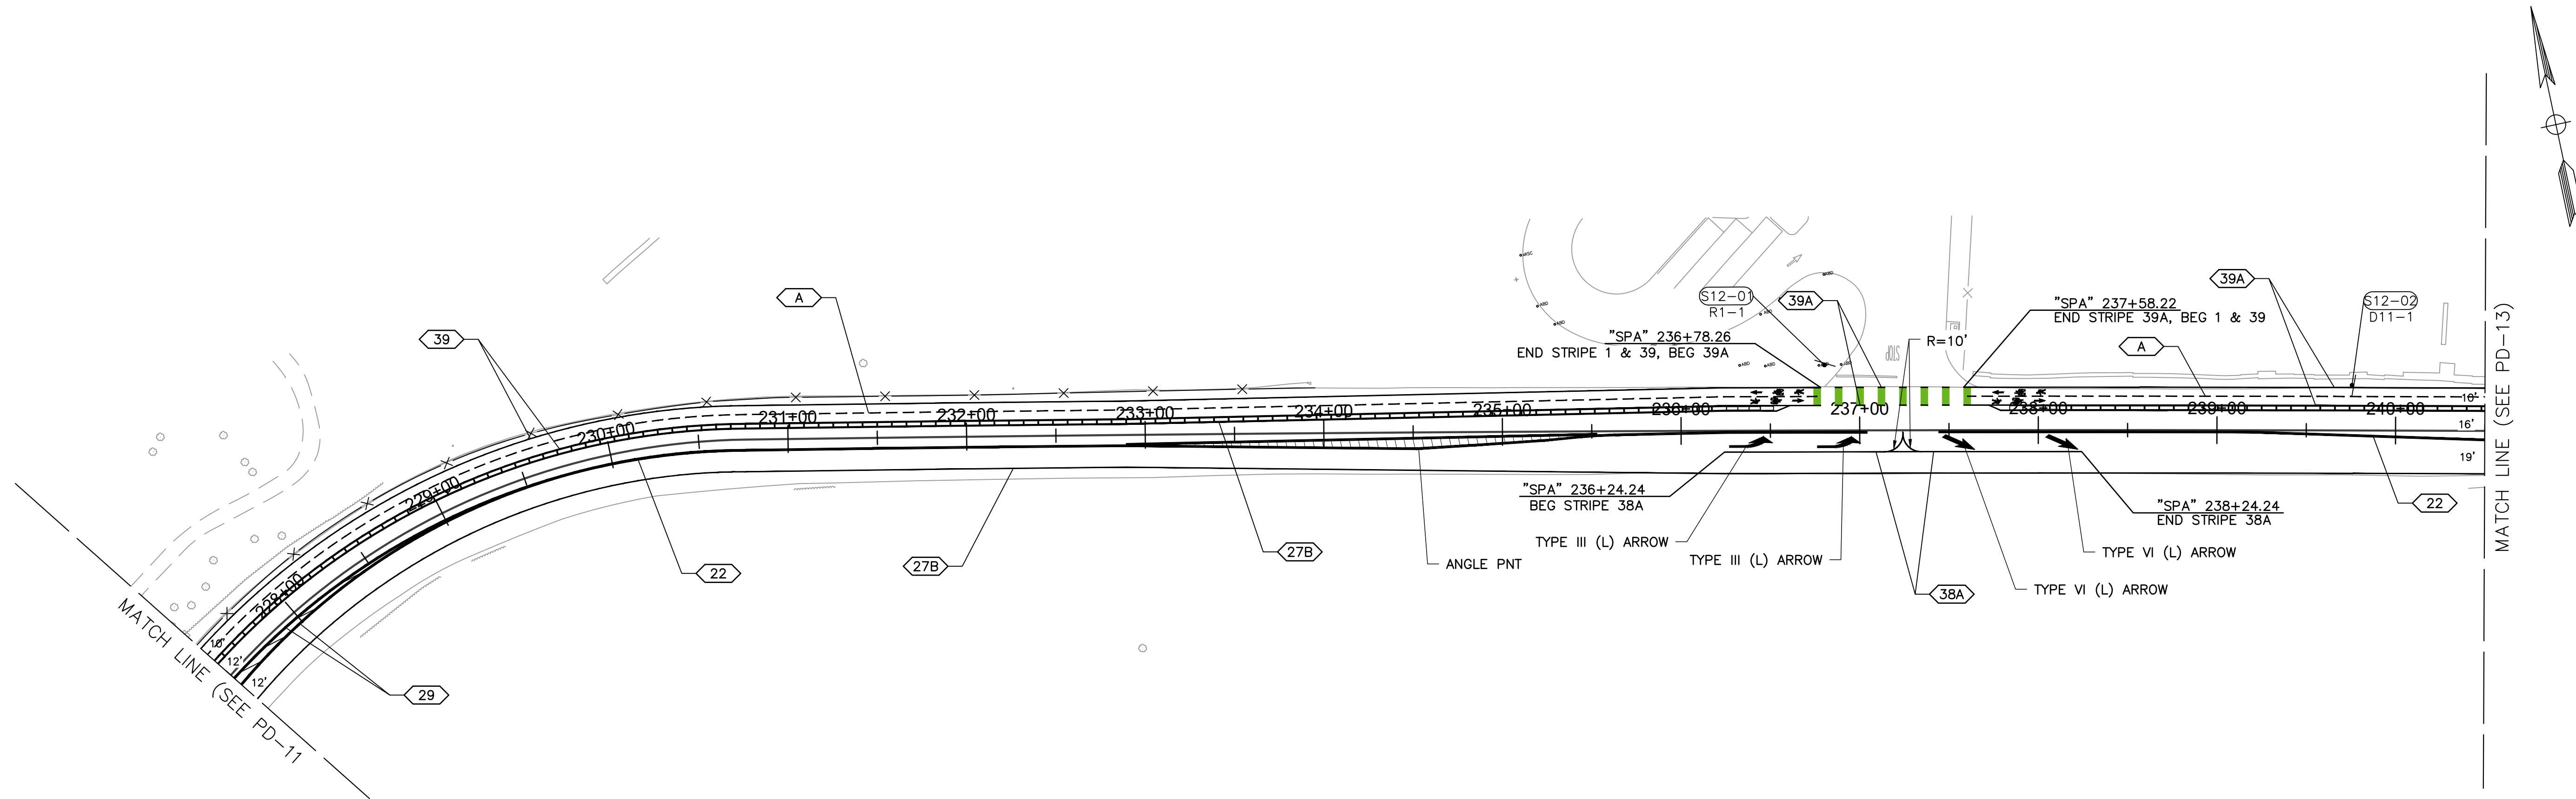 A
39
39A
39A
S12-01
R1-1
"SPA" 236+78.26
END STRIPE 1 & 39, BEG 39A
R=10'
STOP
"SPA" 237+58.22
END STRIPE 39A, BEG 1 & 39
A
S12-02
D11-1
228+00
229+00
230+00
231+00
232+00
233+00
234+00
235+00
236+00
237+00
238+00
239+00
240+00
10'
16'
19'
"SPA" 236+24.24
BEG STRIPE 38A
"SPA" 238+24.24
END STRIPE 38A
22
TYPE III (L) ARROW
TYPE III (L) ARROW
TYPE VI (L) ARROW
TYPE VI (L) ARROW
38A
ANGLE PNT
27B
27B
22
29
10'
12'
12'
MATCH LINE (SEE PD-11
MATCH LINE (SEE PD-13)